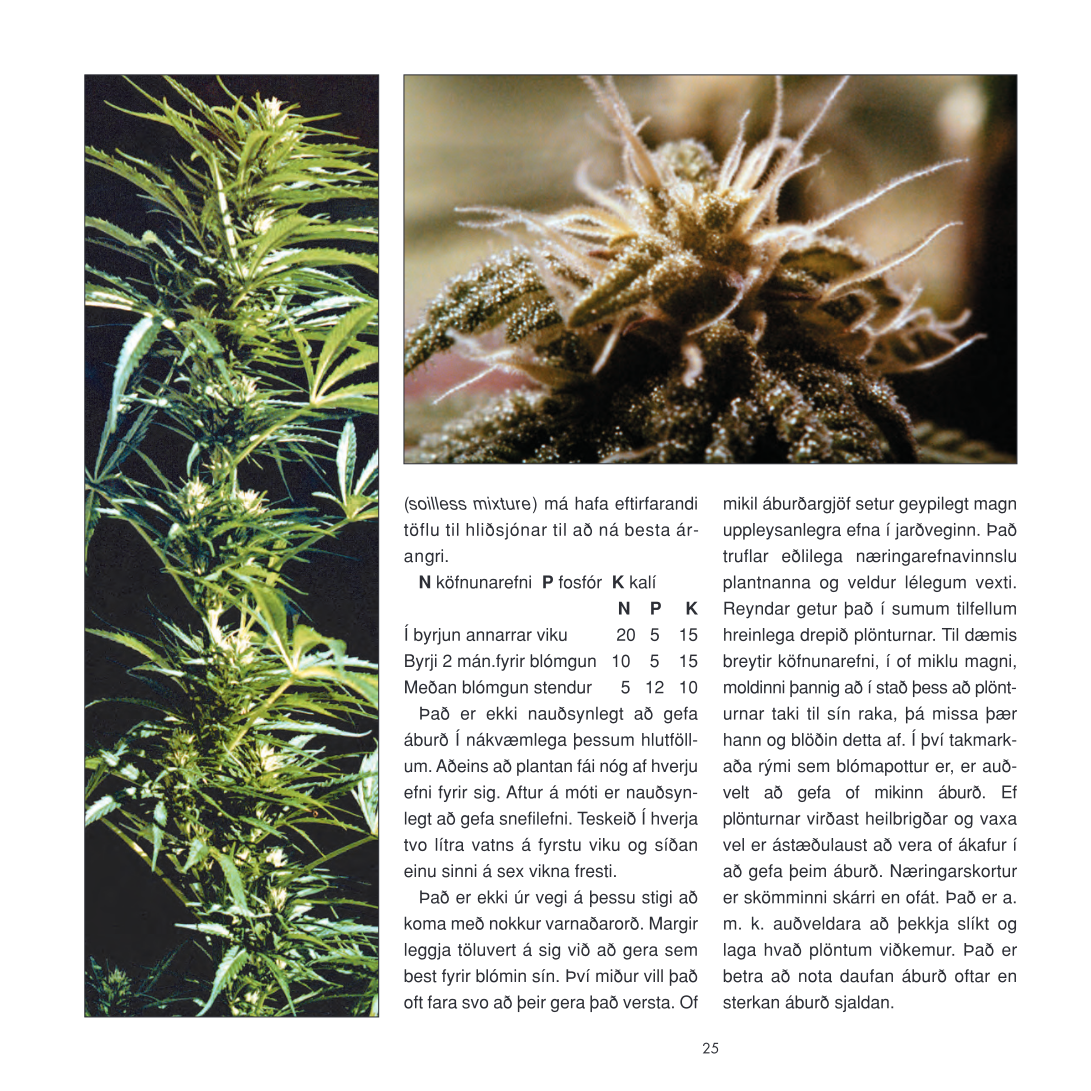 (soilless mixture) má hafa eftirfarandi
töflu til hliðsjónar til að ná besta ár-
angri.
N köfnunarefni P fosfór K kalí
N P K
Í byrjun annarrar viku 20 5 15
Byrji 2 mán.fyrir blómgun 10 5 15
Meðan blómgun stendur 5 12 10
Það er ekki nauðsynlegt að gefa
áburð Í nákvæmlega þessum hlutföll-
um. Aðeins að plantan fái nóg af hverju
efni fyrir sig. Aftur á móti er nauðsyn-
legt að gefa snefilefni. Teskeið Í hverja
tvo lítra vatns á fyrstu viku og síðan
einu sinni á sex vikna fresti.
Það er ekki úr vegi á þessu stigi að
koma með nokkur varnaðarorð. Margir
leggja töluvert á sig við að gera sem
best fyrir blómin sín. Því miður vill það
oft fara svo að þeir gera það versta. Of
mikil áburðargjöf setur geypilegt magn
uppleysanlegra efna í jarðveginn. Það
truflar eðlilega næringarefnavinnslu
plantnanna og veldur lélegum vexti.
Reyndar getur það í sumum tilfellum
hreinlega drepið plönturnar. Til dæmis
breytir köfnunarefni, í of miklu magni,
moldinni þannig að í stað þess að plönt-
urnar taki til sín raka, þá missa þær
hann og blöðin detta af. Í því takmark-
aða rými sem blómapottur er, er auð-
velt að gefa of mikinn áburð. Ef
plönturnar virðast heilbrigðar og vaxa
vel er ástæðulaust að vera of ákafur í
að gefa þeim áburð. Næringarskortur
er skömminni skárri en ofát. Það er a.
m. k. auðveldara að þekkja slíkt og
laga hvað plöntum viðkemur. Það er
betra að nota daufan áburð oftar en
sterkan áburð sjaldan.
25